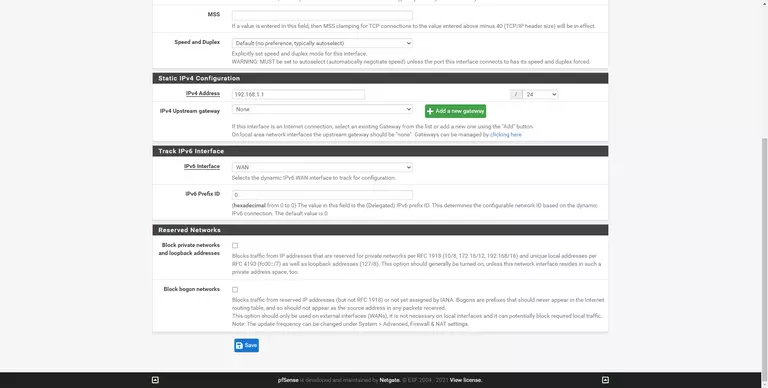 MSS
If a value is entered in this field, then MSS clamping for TCP connections to the value entered above minus 40 (TCP/IP header size) will be in effect.
Speed and Duplex
Default (no preference, typically autoselect)
Explicitly set speed and duplex mode for this interface.
WARNING: MUST be set to autoselect (automatically negotiate speed) unless the port this interface connects to has its speed and duplex forced.
Static IPv4 Configuration
IPv4 Address
192.168.1.1
/ 24
IPv4 Upstream gateway
None
Add a new gateway
If this interface is an Internet connection, select an existing Gateway from the list or add a new one using the "Add" button.
On local area network interfaces the upstream gateway should be "none". Gateways can be managed by clicking here
Track IPv6 Interface
IPv6 Interface
WAN
Selects the dynamic IPv6 WAN interface to track for configuration.
IPv6 Prefix ID
0
(hexadecimal from 0 to 0) The value in this field is the (Delegated) IPv6 prefix ID. This determines the configurable network ID based on the dynamic
IPv6 connection. The default value is 0.
Reserved Networks
Block private networks
and loopback addresses
Blocks traffic from IP addresses that are reserved for private networks per RFC 1918 (10/8, 172.16/12, 192.168/16) and unique local addresses per
RFC 4193 (fc00::/7) as well as loopback addresses (127/8). This option should generally be turned on, unless this network interface resides in such a
private address space, too.
Block bogon networks
Blocks traffic from reserved IP addresses (but not RFC 1918) or not yet assigned by IANA. Bogons are prefixes that should never appear in the Internet
routing table, and so should not appear as the source address in any packets received.
This option should only be used on external interfaces (WANs), it is not necessary on local interfaces and it can potentially block required local traffic.
Note: The update frequency can be changed under System > Advanced, Firewall & NAT settings.
Save
pfSense is developed and maintained by Netgate. © ESF 2004 - 2021 View license.